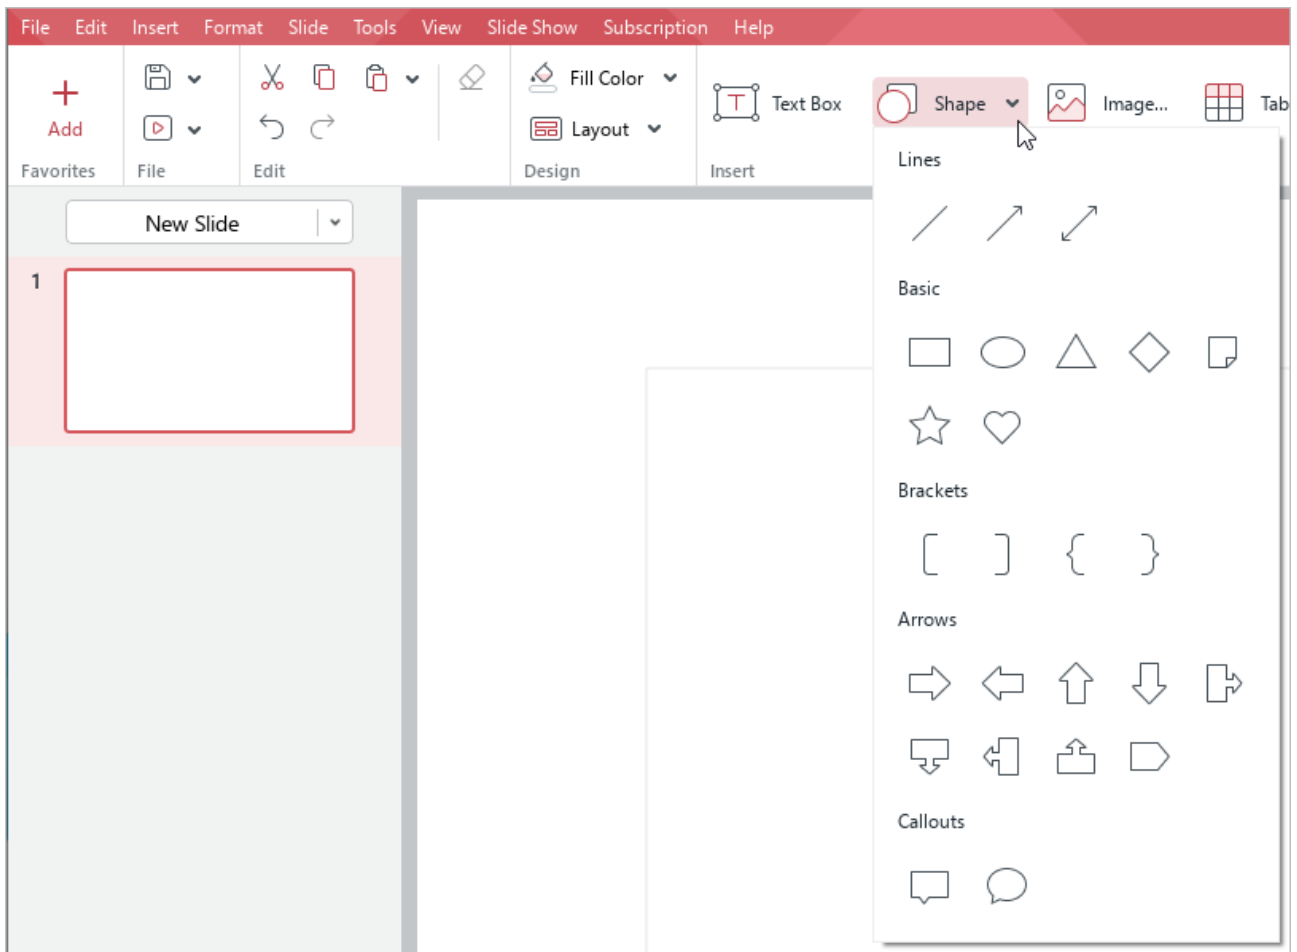 File Edit Insert Format Slide Tools View Slide Show Subscription Help
Add
Fill Color
Layout
Text Box
Shape
Image...
Tab
Favorites
File
Edit
Design
Insert
New Slide
1
Lines
Basic
Brackets
Arrows
Callouts